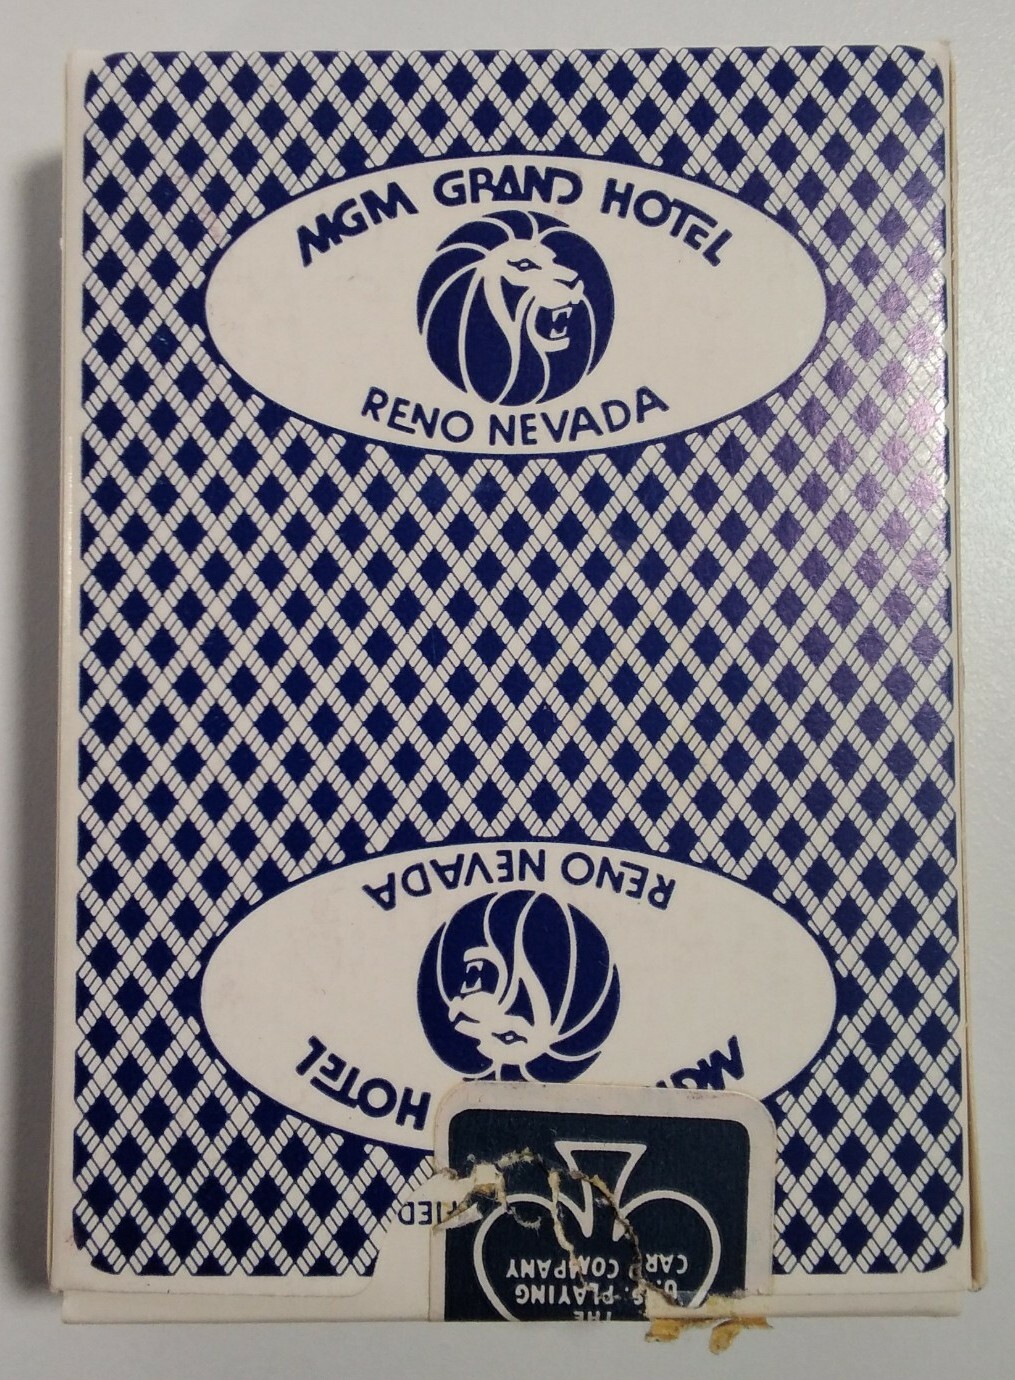 MGM GRAND HOTEL
RENO NEVADA
RENO NEVADA
HOTEL
THE
U.S. PLAYING
CARD COMPANY